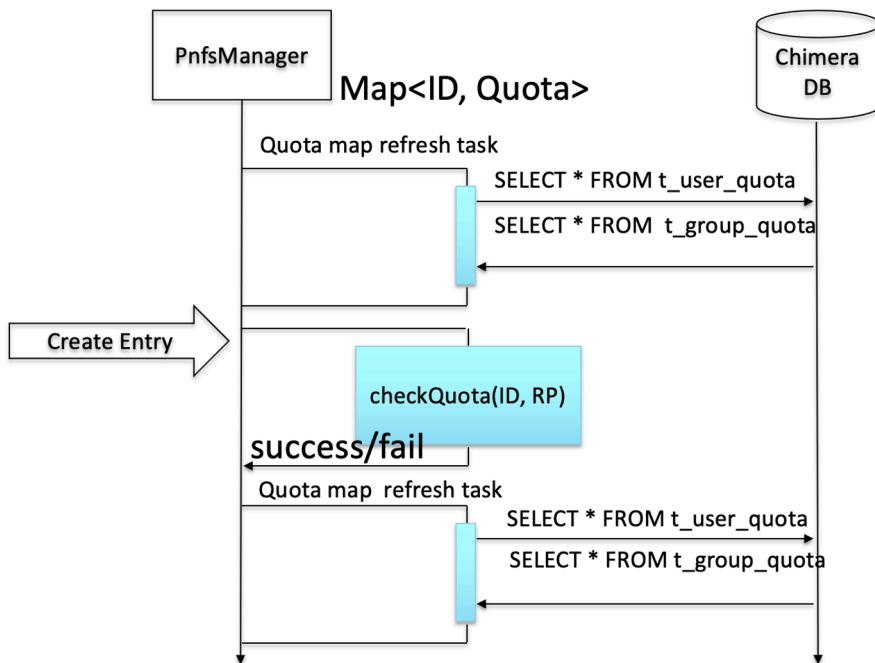 PnfsManager
Chimera
DB
Map<ID, Quota>
Quota map refresh task
SELECT * FROM t_user_quota
SELECT * FROM t_group_quota
Create Entry
checkQuota(ID, RP)
success/fail
Quota map refresh task
SELECT * FROM t_user_quota
SELECT * FROM t_group_quota